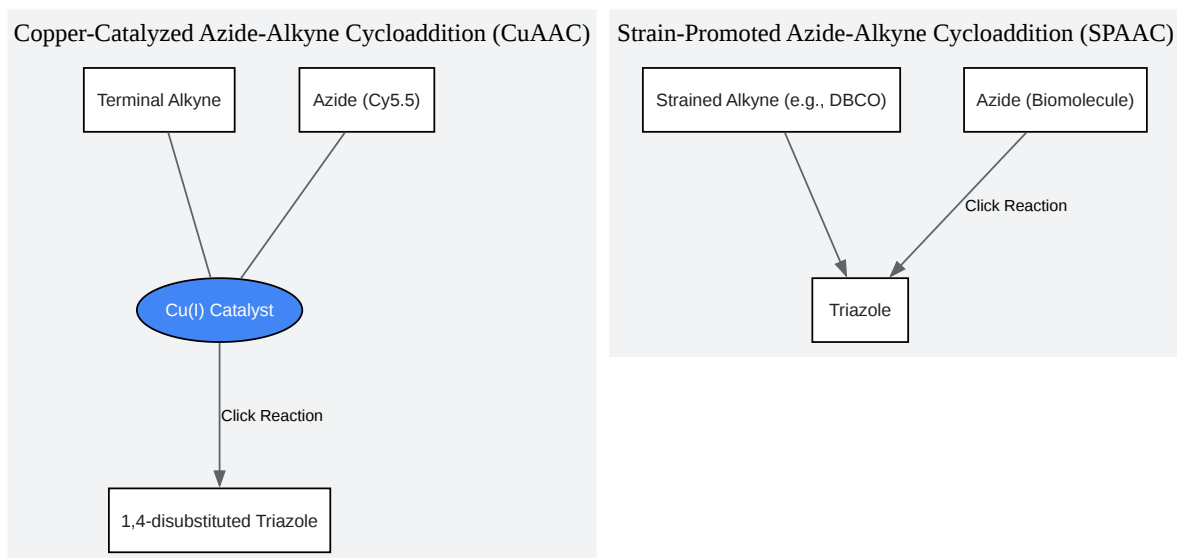 Copper-Catalyzed Azide-Alkyne Cycloaddition (CuAAC)
Terminal Alkyne
Azide (Cy5.5)
Cu(I) Catalyst
Click Reaction
1,4-disubstituted Triazole
Strain-Promoted Azide-Alkyne Cycloaddition (SPAAC)
Strained Alkyne (e.g., DBCO)
Azide (Biomolecule)
Click Reaction
Triazole